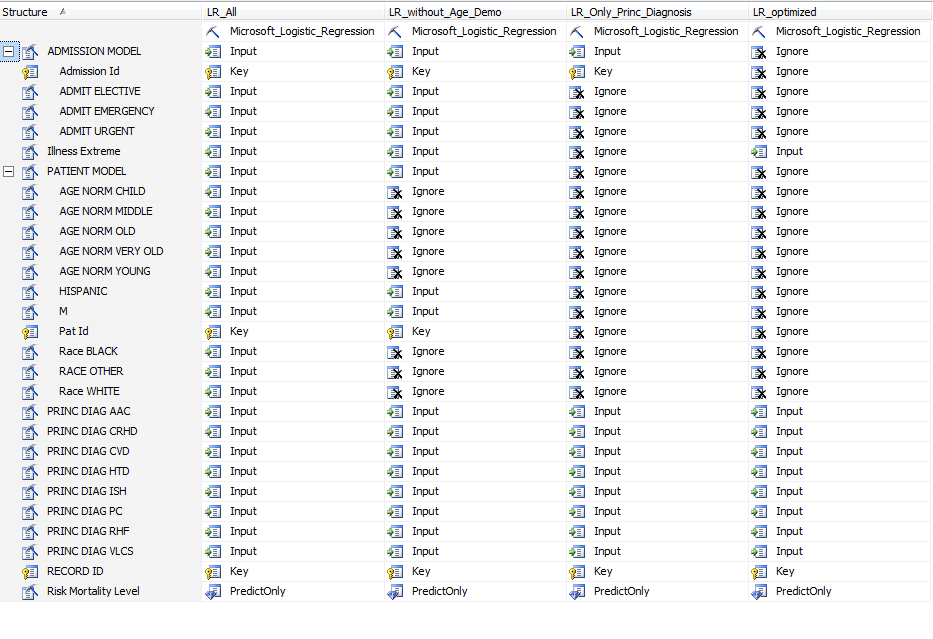 Structure LR_All LR_without_Age_Demo LR_Only_Princ_Diagnosis LR_optimized
Microsoft_Logistic_Regression Microsoft_Logistic_Regression Microsoft_Logistic_Regression Microsoft_Logistic_Regression
ADMISSION MODEL Input Input Input Ignore
Admission Id Key Key Key Ignore
ADMIT ELECTIVE Input Input Ignore Ignore
ADMIT EMERGENCY Input Input Ignore Ignore
ADMIT URGENT Input Input Ignore Ignore
Illness Extreme Input Input Ignore Input
PATIENT MODEL Input Input Ignore Ignore
AGE NORM CHILD Input Ignore Ignore Ignore
AGE NORM MIDDLE Input Ignore Ignore Ignore
AGE NORM OLD Input Ignore Ignore Ignore
AGE NORM VERY OLD Input Ignore Ignore Ignore
AGE NORM YOUNG Input Ignore Ignore Ignore
HISPANIC Input Input Ignore Ignore
M Input Input Ignore Ignore
Pat Id Key Key Ignore Ignore
Race BLACK Input Ignore Ignore Ignore
RACE OTHER Input Ignore Ignore Ignore
Race WHITE Input Ignore Ignore Ignore
PRINC DIAG AAC Input Input Input Input
PRINC DIAG CRHD Input Input Input Input
PRINC DIAG CVD Input Input Input Input
PRINC DIAG HTD Input Input Input Input
PRINC DIAG ISH Input Input Input Input
PRINC DIAG PC Input Input Input Input
PRINC DIAG RHF Input Input Input Input
PRINC DIAG VLCS Input Input Input Input
RECORD ID Key Key Key Key
Risk Mortality Level PredictOnly PredictOnly PredictOnly PredictOnly